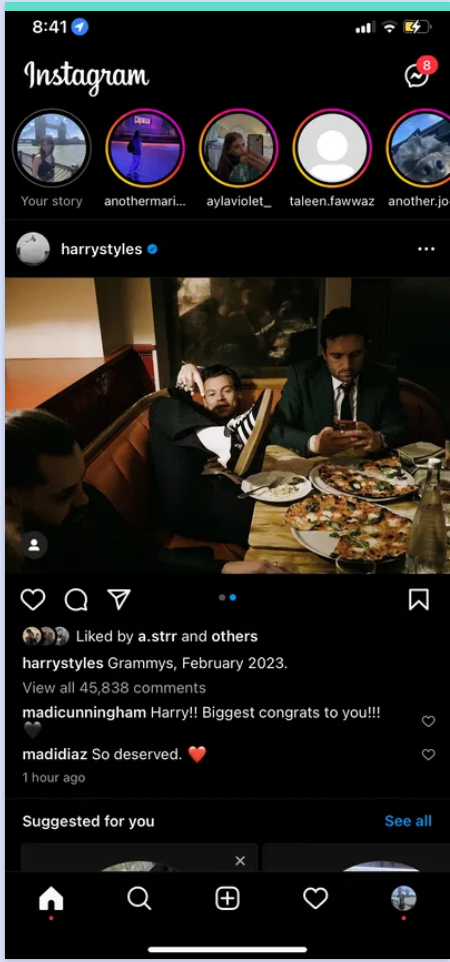 8:41
Instagram
8
Your story
anothermari...
aylaviolet_
taleen.fawwaz
another.jo
harrystyles
Liked by a.strr and others
harrystyles Grammys, February 2023.
View all 45,838 comments
madicunningham Harry!! Biggest congrats to you!!!
🖤
madidiaz So deserved. ❤️
1 hour ago
Suggested for you
See all